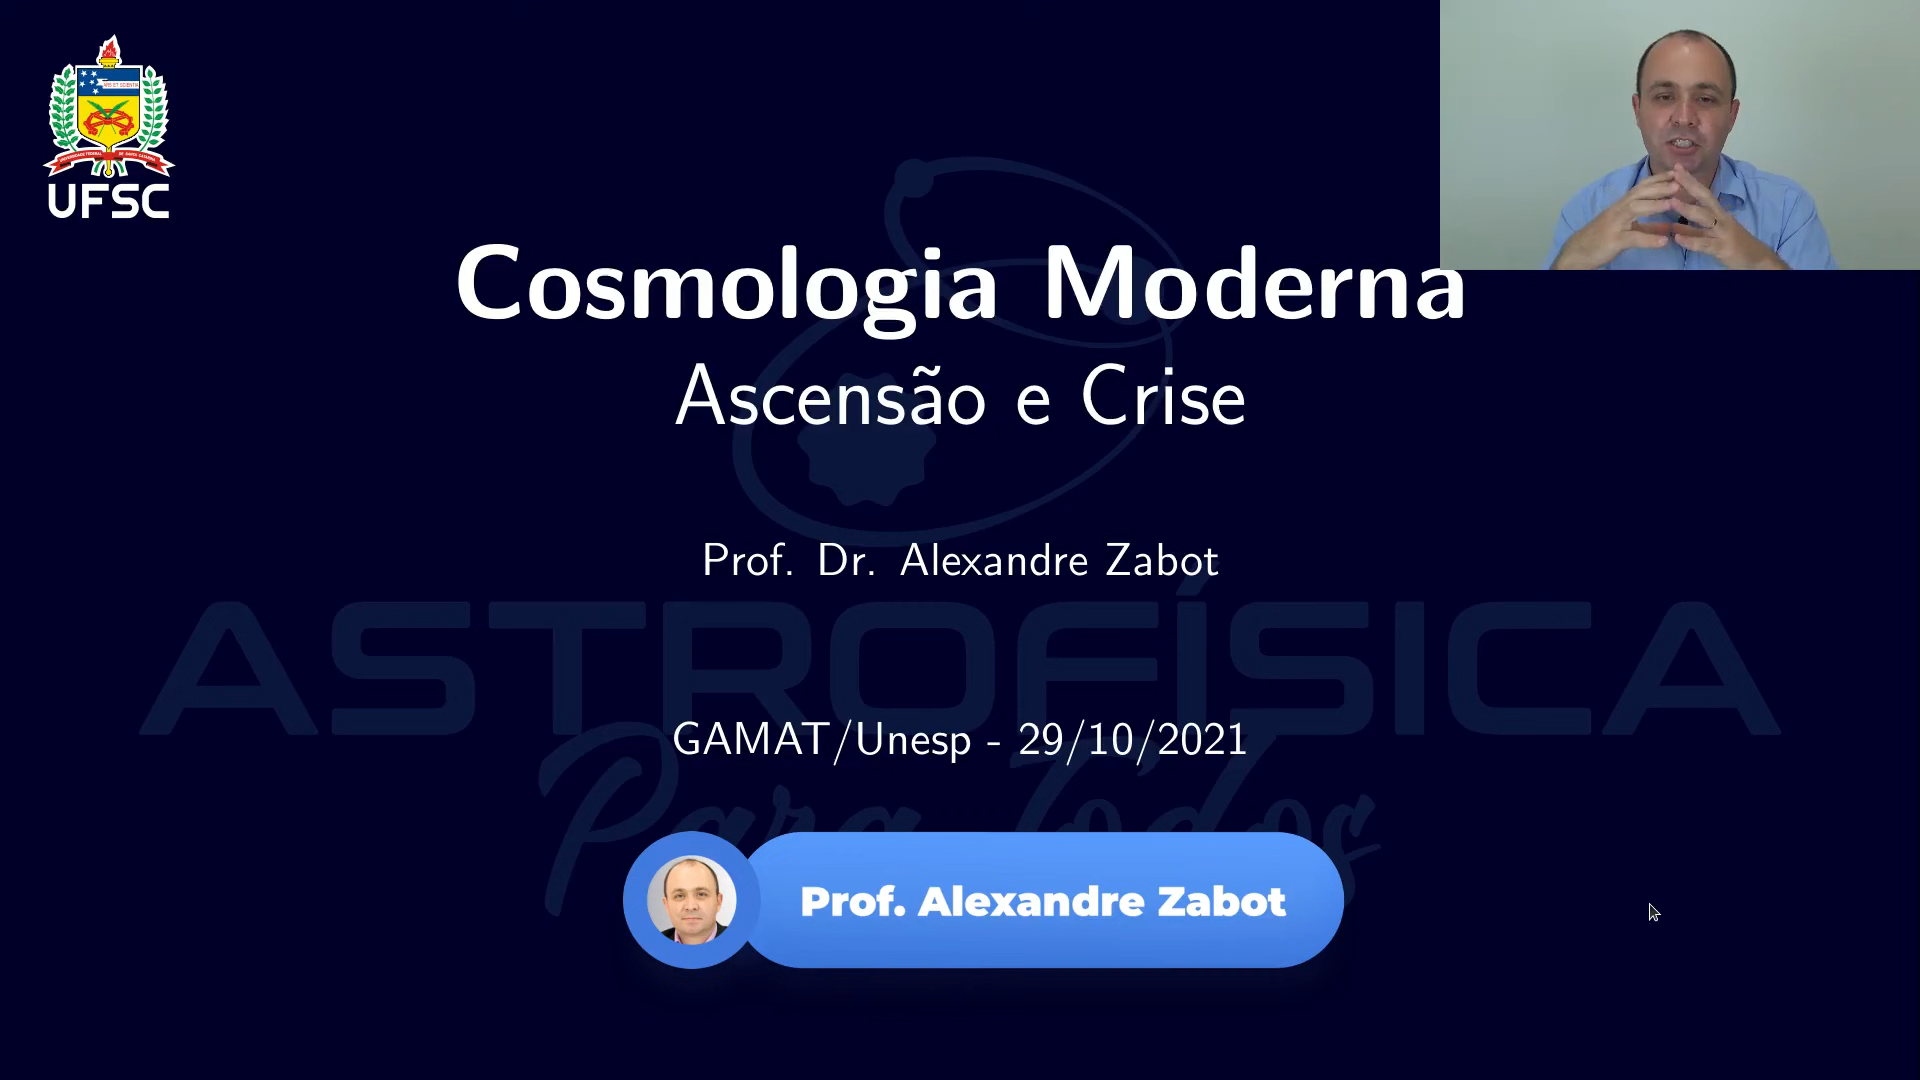 UFSC
Cosmologia Moderna
Ascensão e Crise
Prof. Dr. Alexandre Zabot
ASTROFÍSICA
GAMAT/Unesp - 29/10/2021
Para Todos
Prof. Alexandre Zabot